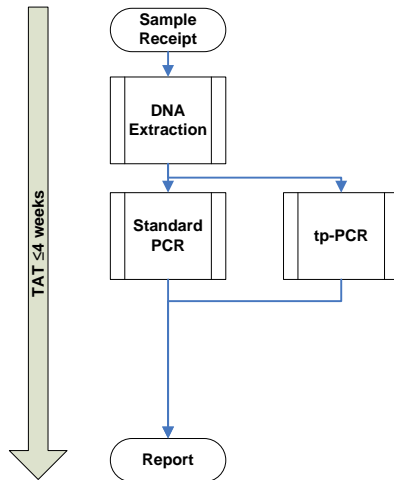 Sample
Receipt
DNA
Extraction
Standard
PCR
tp-PCR
TAT ≤4 weeks
Report